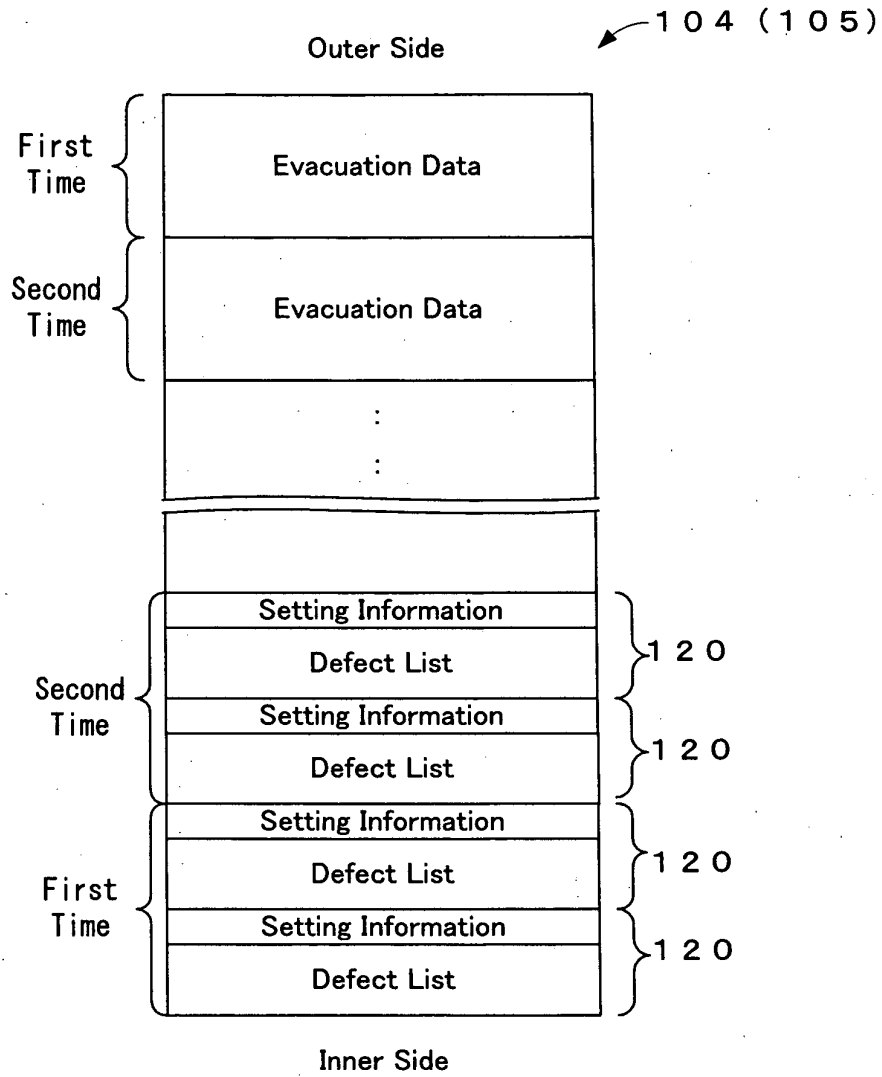 104 (105)
Outer Side
First
Time
Evacuation Data
Second
Time
Evacuation Data
:
:
Setting Information
Defect List
120
Second
Time
Setting Information
Defect List
120
Setting Information
Defect List
120
First
Time
Setting Information
Defect List
120
Inner Side